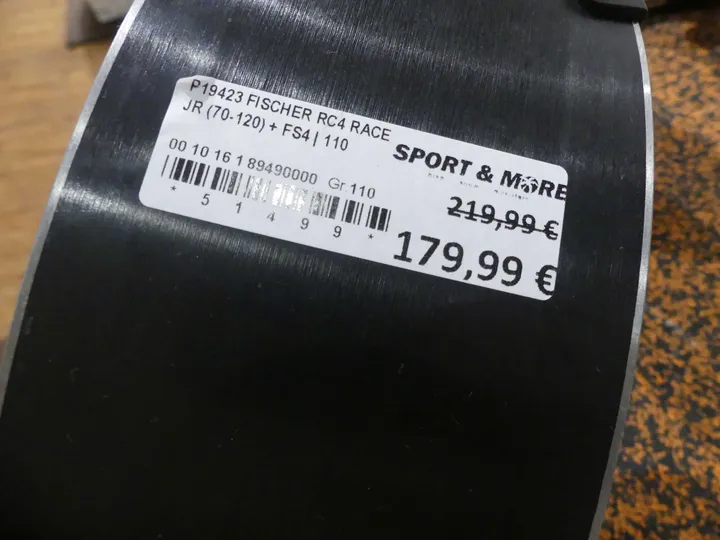 P19423 FISCHER RC4 RACE
JR (70-120) + FS4 | 110
00 10 16 1 89490000 Gr.110
* 5 1 4 9 9 *
SPORT & MORE
219,99 €
179,99 €